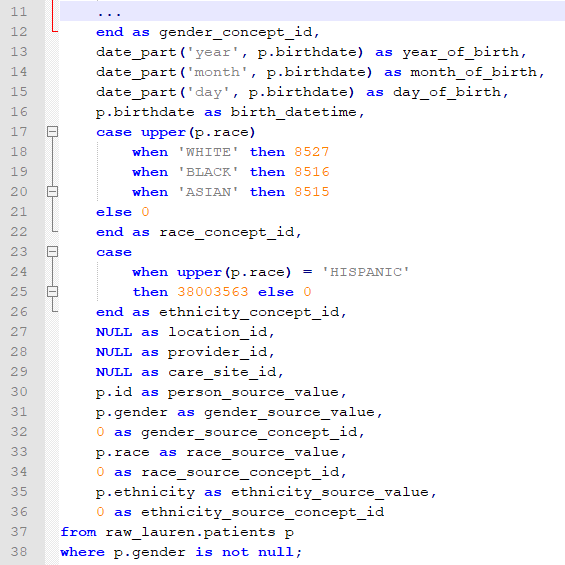 11 ...
12 end as gender_concept_id,
13 date_part('year', p.birthdate) as year_of_birth,
14 date_part('month', p.birthdate) as month_of_birth,
15 date_part('day', p.birthdate) as day_of_birth,
16 p.birthdate as birth_datetime,
17 case upper(p.race)
18 when 'WHITE' then 8527
19 when 'BLACK' then 8516
20 when 'ASIAN' then 8515
21 else 0
22 end as race_concept_id,
23 case
24 when upper(p.race) = 'HISPANIC'
25 then 38003563 else 0
26 end as ethnicity_concept_id,
27 NULL as location_id,
28 NULL as provider_id,
29 NULL as care_site_id,
30 p.id as person_source_value,
31 p.gender as gender_source_value,
32 0 as gender_source_concept_id,
33 p.race as race_source_value,
34 0 as race_source_concept_id,
35 p.ethnicity as ethnicity_source_value,
36 0 as ethnicity_source_concept_id
37 from raw_lauren.patients p
38 where p.gender is not null;